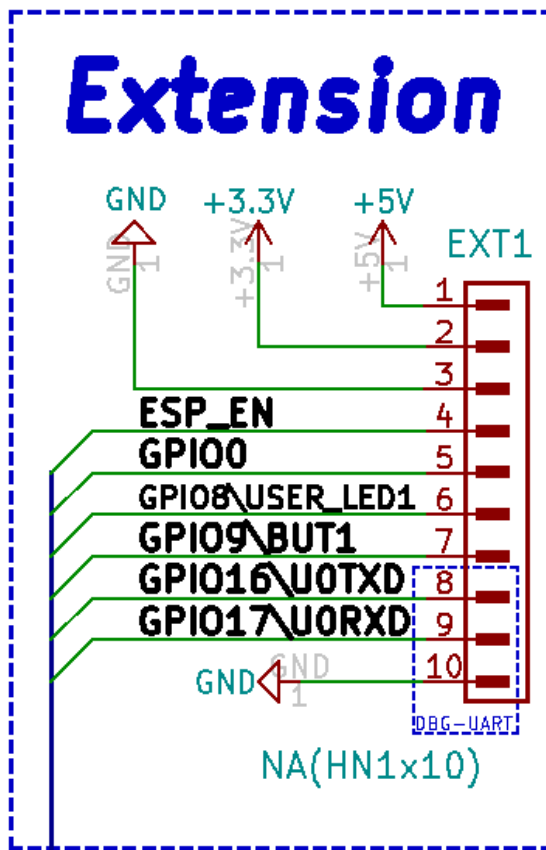 Extension
GND +3.3V +5V
GND 1 +3.3V 1 +5V 1
EXT1
1
2
3
ESP_EN 4
GPIO0 5
GPIO8\USER_LED1 6
GPIO9\BUT1 7
GPIO16\U0TXD 8
GPIO17\U0RXD 9
GND GND 1 10
DBG-UART
NA(HN1x10)